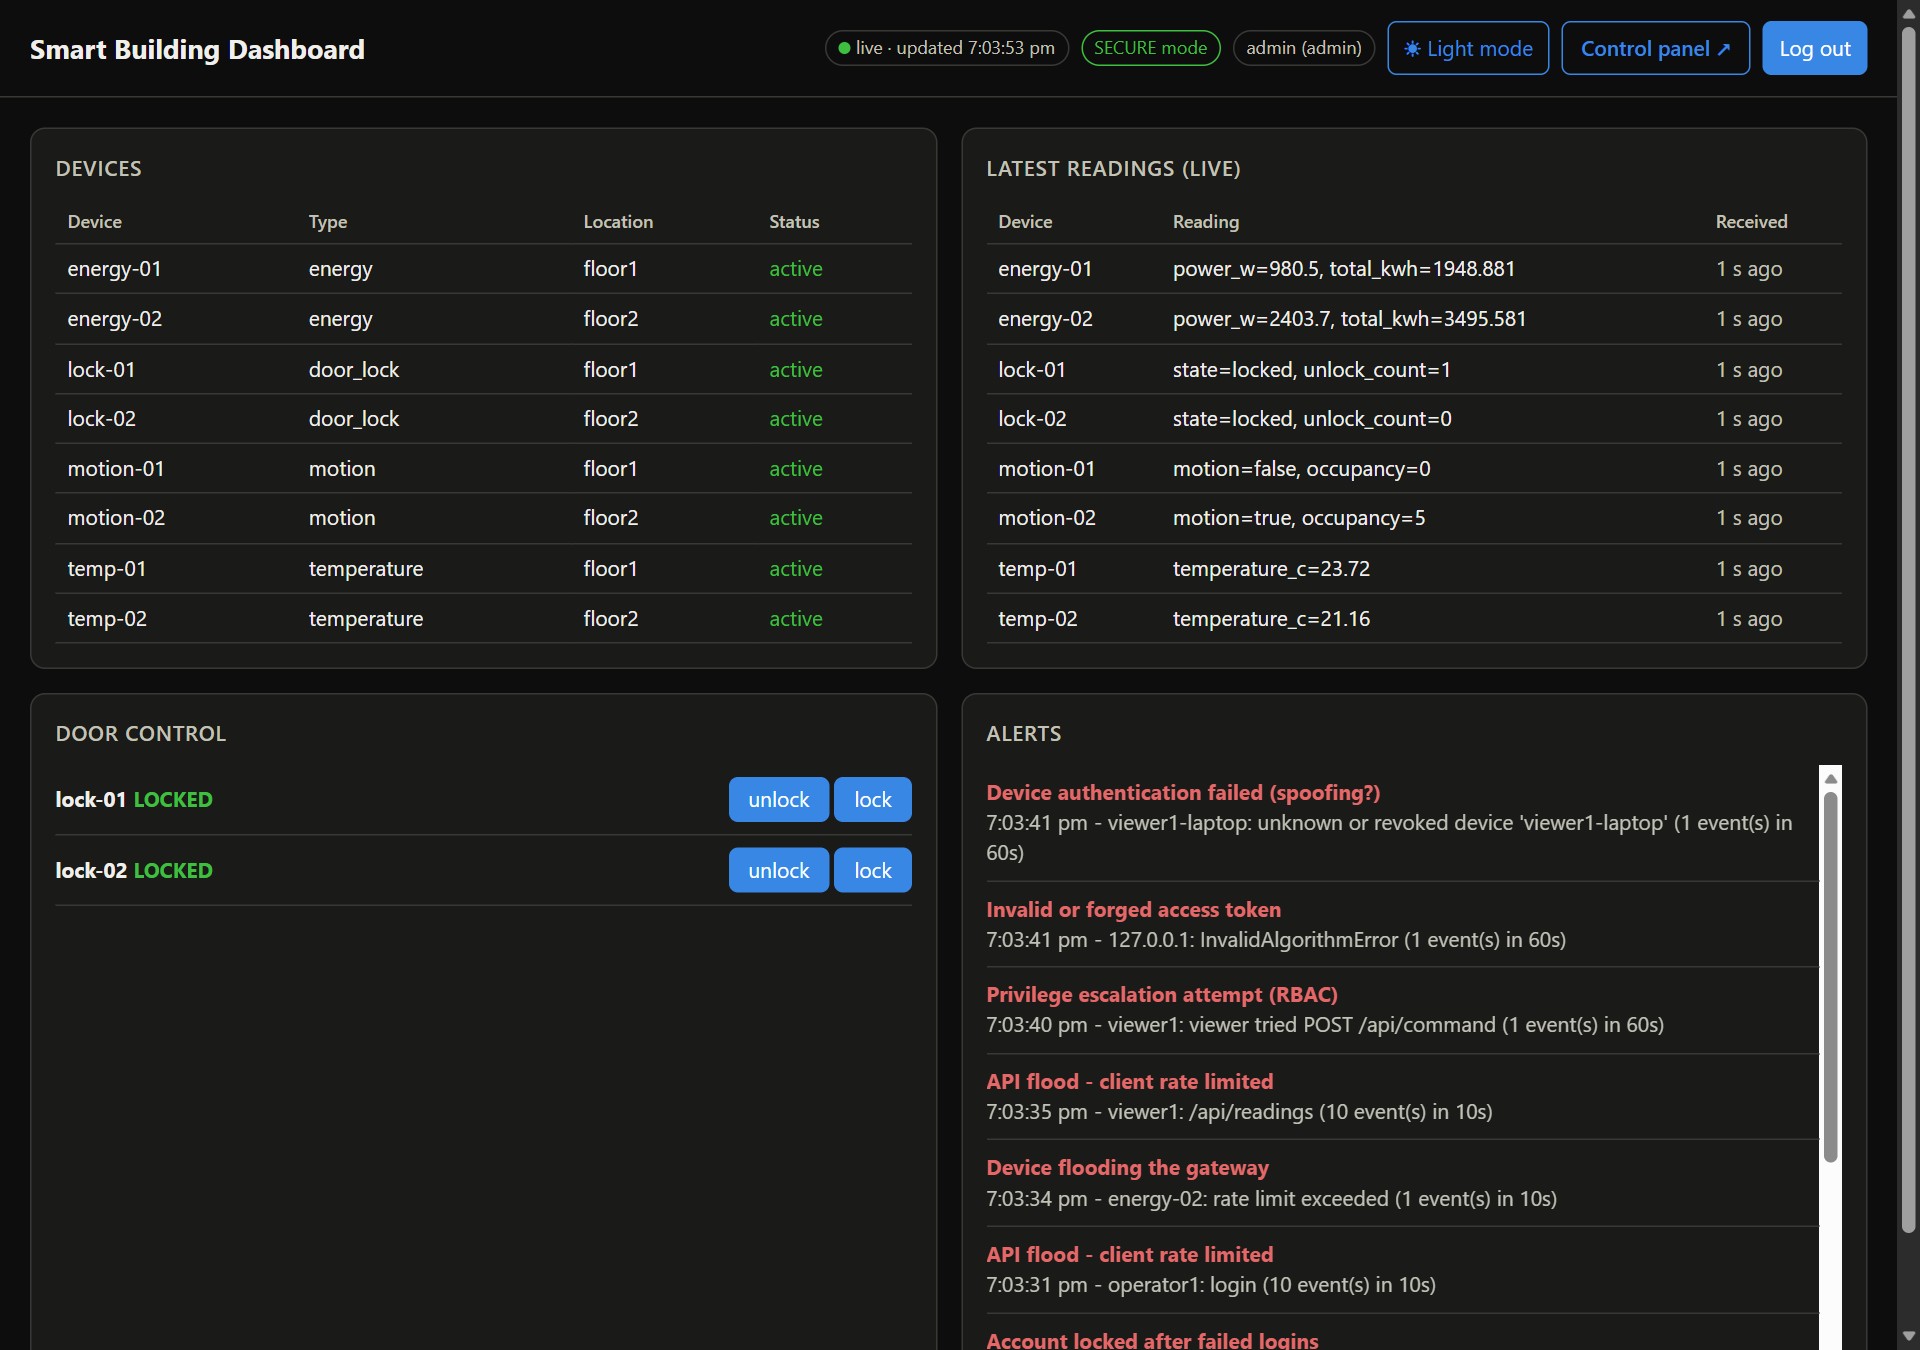 Smart Building Dashboard
live · updated 7:03:53 pm
SECURE mode
admin (admin)
☀ Light mode
Control panel ↗
Log out
DEVICES
Device Type Location Status
energy-01 energy floor1 active
energy-02 energy floor2 active
lock-01 door_lock floor1 active
lock-02 door_lock floor2 active
motion-01 motion floor1 active
motion-02 motion floor2 active
temp-01 temperature floor1 active
temp-02 temperature floor2 active
LATEST READINGS (LIVE)
Device Reading Received
energy-01 power_w=980.5, total_kwh=1948.881 1 s ago
energy-02 power_w=2403.7, total_kwh=3495.581 1 s ago
lock-01 state=locked, unlock_count=1 1 s ago
lock-02 state=locked, unlock_count=0 1 s ago
motion-01 motion=false, occupancy=0 1 s ago
motion-02 motion=true, occupancy=5 1 s ago
temp-01 temperature_c=23.72 1 s ago
temp-02 temperature_c=21.16 1 s ago
DOOR CONTROL
lock-01 LOCKED unlock lock
lock-02 LOCKED unlock lock
ALERTS
Device authentication failed (spoofing?)
7:03:41 pm - viewer1-laptop: unknown or revoked device 'viewer1-laptop' (1 event(s) in
60s)
Invalid or forged access token
7:03:41 pm - 127.0.0.1: InvalidAlgorithmError (1 event(s) in 60s)
Privilege escalation attempt (RBAC)
7:03:40 pm - viewer1: viewer tried POST /api/command (1 event(s) in 60s)
API flood - client rate limited
7:03:35 pm - viewer1: /api/readings (10 event(s) in 10s)
Device flooding the gateway
7:03:34 pm - energy-02: rate limit exceeded (1 event(s) in 10s)
API flood - client rate limited
7:03:31 pm - operator1: login (10 event(s) in 10s)
Account locked after failed logins